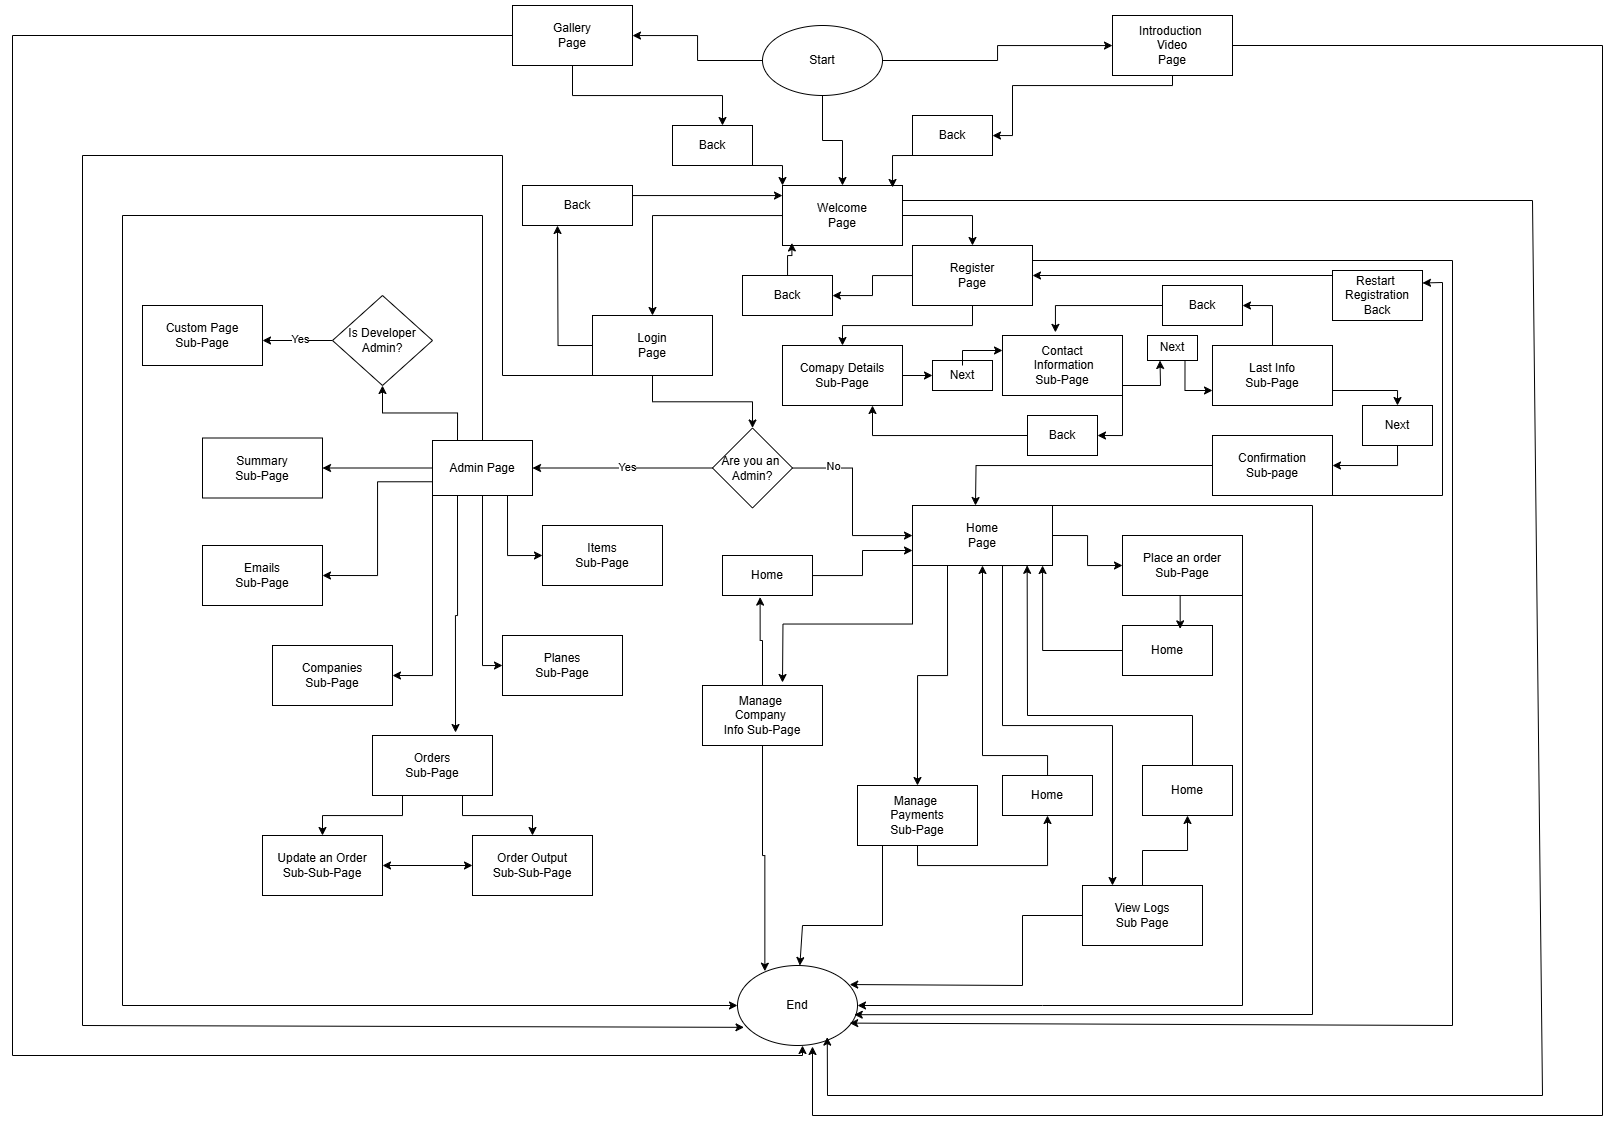 Gallery
Page
Start
Introduction
Video
Page
Back
Back
Back
Welcome
Page
Register
Page
Back
Restart
Registration
Back
Back
Custom Page
Sub-Page
Yes
Is Developer
Admin?
Login
Page
Comapy Details
Sub-Page
Next
Contact
Information
Sub-Page
Next
Last Info
Sub-Page
Back
Next
Summary
Sub-Page
Admin Page
Yes
Are you an
Admin?
No
Confirmation
Sub-page
Emails
Sub-Page
Items
Sub-Page
Home
Home
Page
Place an order
Sub-Page
Home
Companies
Sub-Page
Planes
Sub-Page
Manage
Company
Info Sub-Page
Orders
Sub-Page
Manage
Payments
Sub-Page
Home
Home
Update an Order
Sub-Sub-Page
Order Output
Sub-Sub-Page
View Logs
Sub Page
End